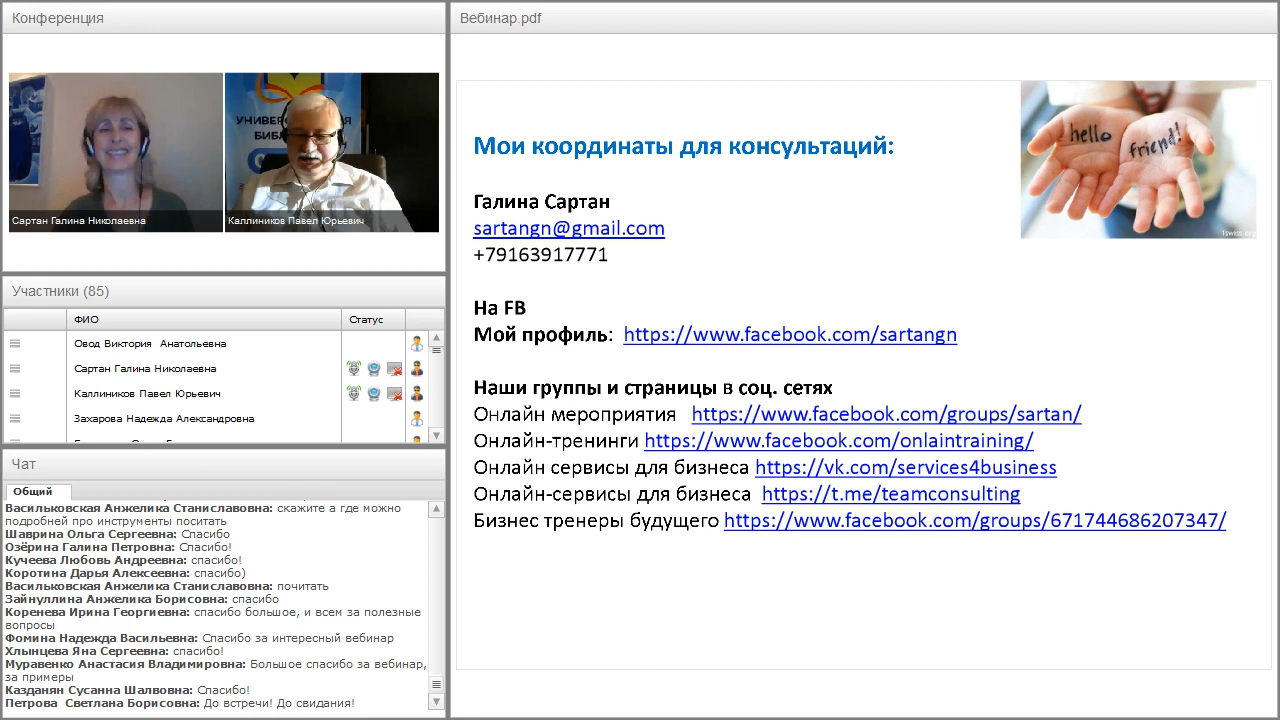 Конференция
УНИВЕРС
АЯ
БИБЛ
Сартан Галина Николаевна
Каллиников Павел Юрьевич
Участники (85)
ФИО
Статус
Овод Виктория Анатольевна
Сартан Галина Николаевна
Каллиников Павел Юрьевич
Захарова Надежда Александровна
Чат
Общий
Васильковская Анжелика Станиславовна: скажите а где можно
подробней про инструменты поситать
Шаврина Ольга Сергеевна: Спасибо
Озёрина Галина Петровна: Спасибо!
Кучеева Любовь Андреевна: спасибо!
Коротина Дарья Алексеевна: спасибо)
Васильковская Анжелика Станиславовна: почитать
Зайнуллина Анжелика Борисовна: спасибо
Коренева Ирина Георгиевна: спасибо большое, и всем за полезные
вопросы
Фомина Надежда Васильевна: Спасибо за интересный вебинар
Хлынцева Яна Сергеевна: спасибо!
Муравенко Анастасия Владимировна: Большое спасибо за вебинар,
за примеры
Казданян Сусанна Шалвовна: Спасибо!
Петрова Светлана Борисовна: До встречи! До свидания!
Вебинар.pdf
Мои координаты для консультаций:
hello
friend!
1swiss.org
Галина Сартан
sartangn@gmail.com
+79163917771
На FB
Мой профиль: https://www.facebook.com/sartangn
Наши группы и страницы в соц. сетях
Онлайн мероприятия https://www.facebook.com/groups/sartan/
Онлайн-тренинги https://www.facebook.com/onlaintraining/
Онлайн сервисы для бизнеса https://vk.com/services4business
Онлайн-сервисы для бизнеса https://t.me/teamconsulting
Бизнес тренеры будущего https://www.facebook.com/groups/671744686207347/